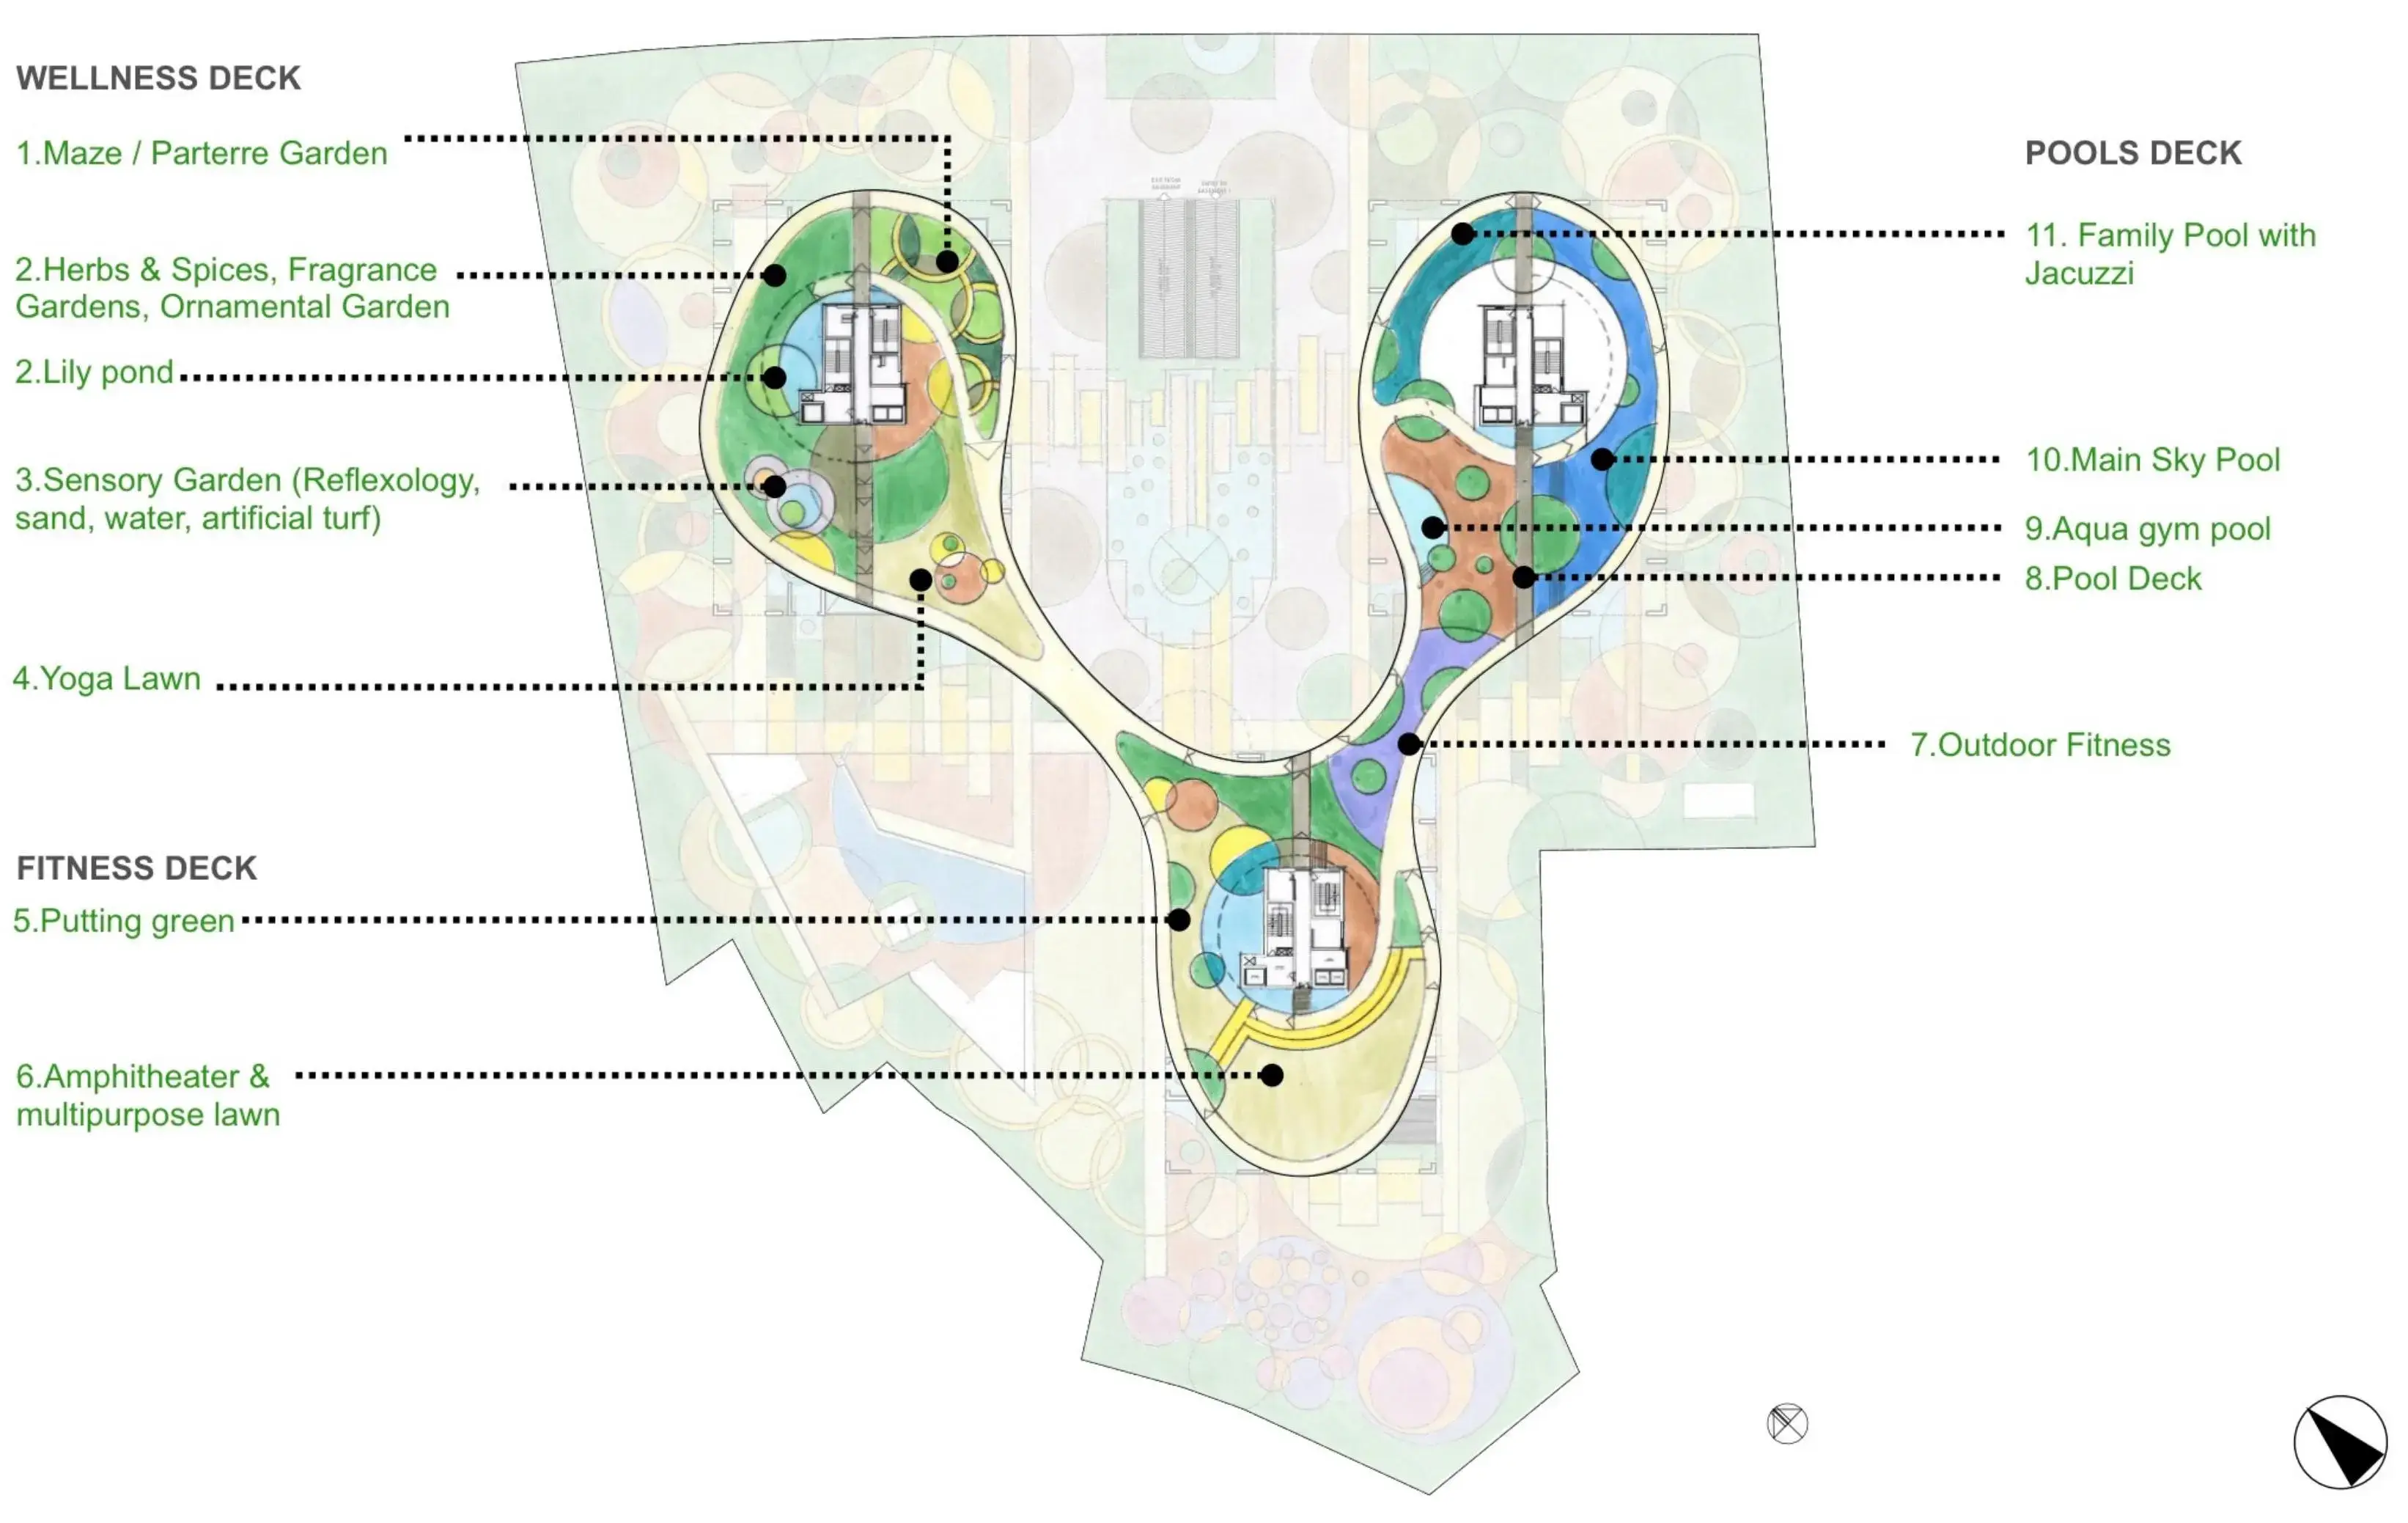 WELLNESS DECK
1.Maze / Parterre Garden
2.Herbs & Spices, Fragrance
Gardens, Ornamental Garden
2.Lily pond
3.Sensory Garden (Reflexology,
sand, water, artificial turf)
4.Yoga Lawn
FITNESS DECK
5.Putting green
6.Amphitheater &
multipurpose lawn
POOLS DECK
11. Family Pool with
Jacuzzi
10.Main Sky Pool
9.Aqua gym pool
8.Pool Deck
7.Outdoor Fitness